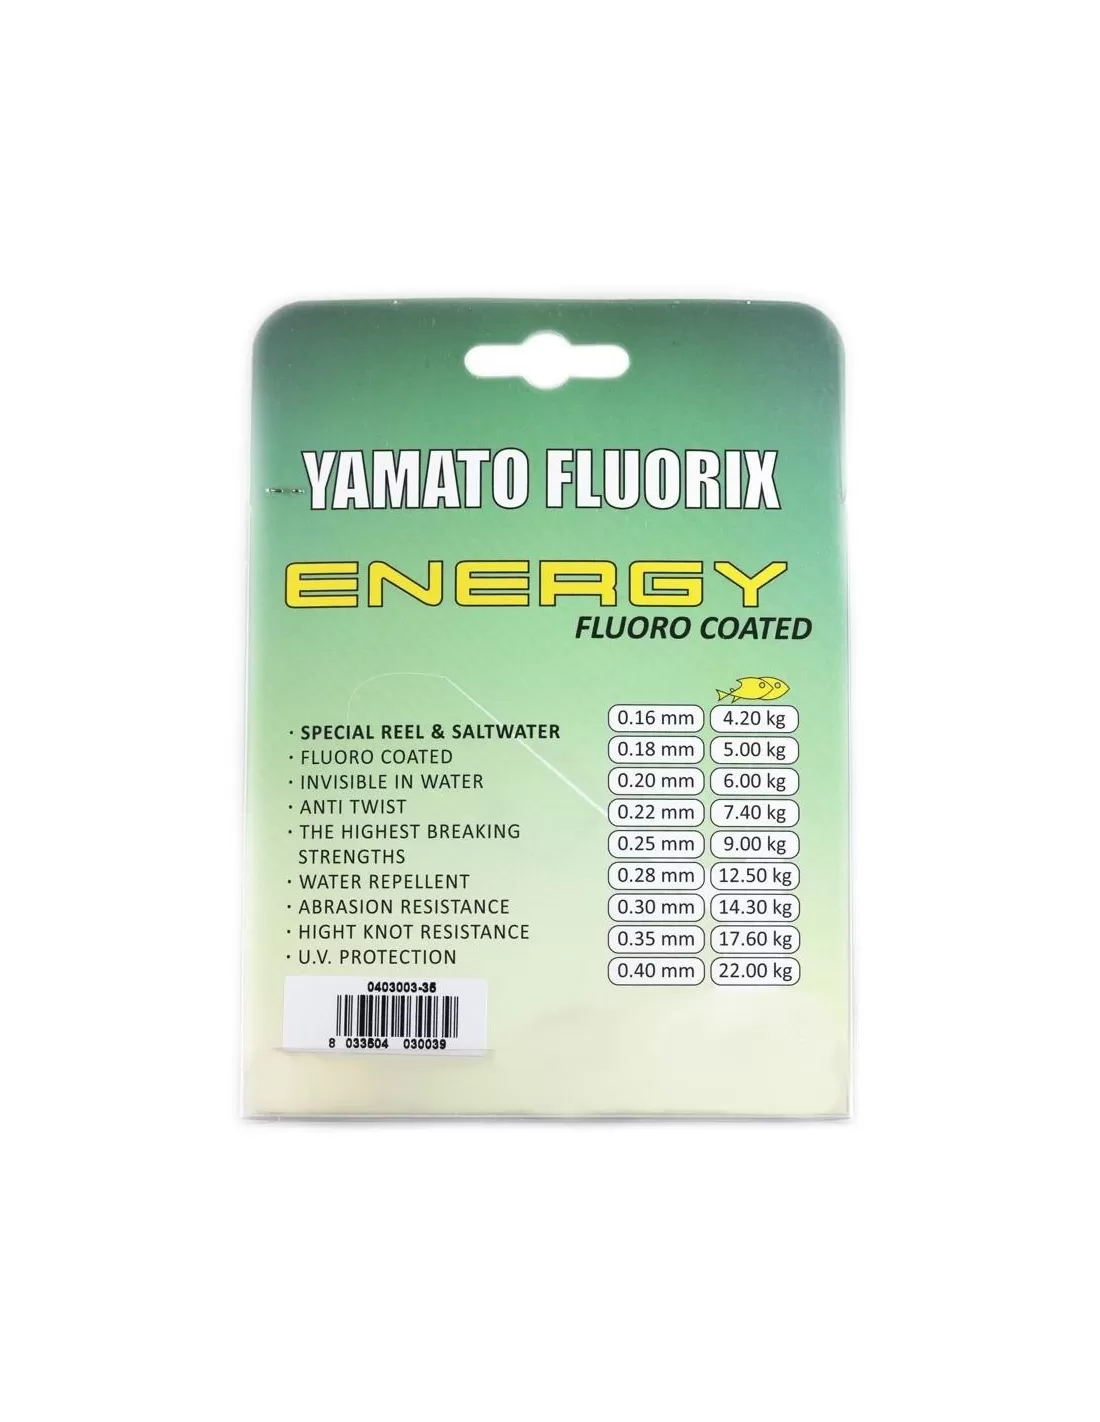 YAMATO FLUORIX
ENERGY
FLUORO COATED
· SPECIAL REEL & SALTWATER
· FLUORO COATED
· INVISIBLE IN WATER
· ANTI TWIST
· THE HIGHEST BREAKING
STRENGTHS
· WATER REPELLENT
· ABRASION RESISTANCE
· HIGHT KNOT RESISTANCE
· U.V. PROTECTION
0.16 mm 4.20 kg
0.18 mm 5.00 kg
0.20 mm 6.00 kg
0.22 mm 7.40 kg
0.25 mm 9.00 kg
0.28 mm 12.50 kg
0.30 mm 14.30 kg
0.35 mm 17.60 kg
0.40 mm 22.00 kg
0403003-35
8 033504 030039